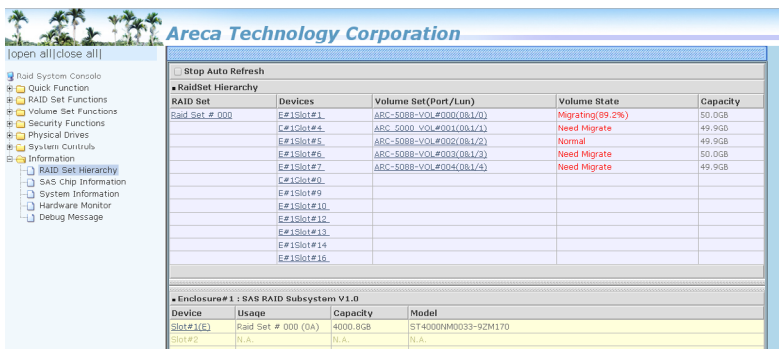 Areca Technology Corporation
|open all|close all|
Raid System Console
Quick Function
RAID Set Functions
Volume Set Functions
Security Functions
Physical Drives
System Controls
Information
RAID Set Hierarchy
SAS Chip Information
System Information
Hardware Monitor
Debug Message
Stop Auto Refresh
RaidSet Hierarchy
RAID Set Devices Volume Set(Port/Lun) Volume State Capacity
Raid Set # 000 E#1Slot#1 ARC-5088-VOL#000(0&1/0) Migrating(89.2%) 50.0GB
E#1Slot#4 ARC 5000 VOL#001(0&1/1) Need Migrate 49.9GB
E#1Slot#5 ARC-5088-VOL#002(0&1/2) Normal 49.9GB
E#1Slot#6 ARC-5088-VOL#003(0&1/3) Need Migrate 50.0GB
E#1Slot#7 ARC-5088-VOL#004(0&1/4) Need Migrate 49.9GB
E#1Slot#9
E#1Slot#10
E#1Slot#12
E#1Slot#13
E#1Slot#14
E#1Slot#16
Enclosure#1 : SAS RAID Subsystem V1.0
Device Usage Capacity Model
Slot#1(E) Raid Set # 000 (0A) 4000.8GB ST4000NM0033-9ZM170
Slot#2 N.A. N.A. N.A.